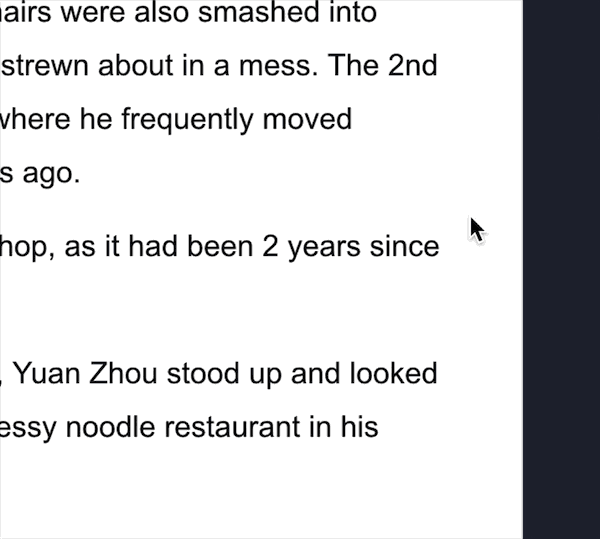 airs were also smashed into
strewn about in a mess. The 2nd
where he frequently moved
s ago.
hop, as it had been 2 years since
, Yuan Zhou stood up and looked
essy noodle restaurant in his